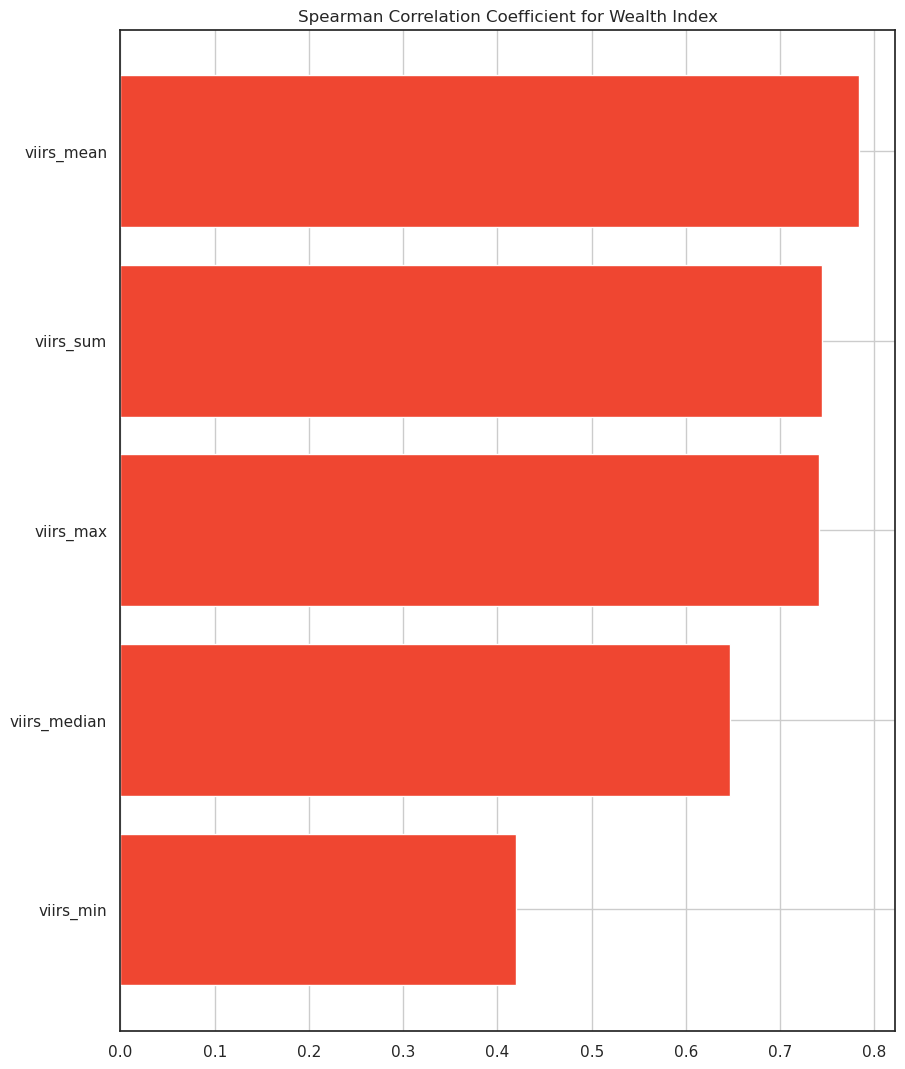 Spearman Correlation Coefficient for Wealth Index
viirs_mean
viirs_sum
viirs_max
viirs_median
viirs_min
0.0 0.1 0.2 0.3 0.4 0.5 0.6 0.7 0.8